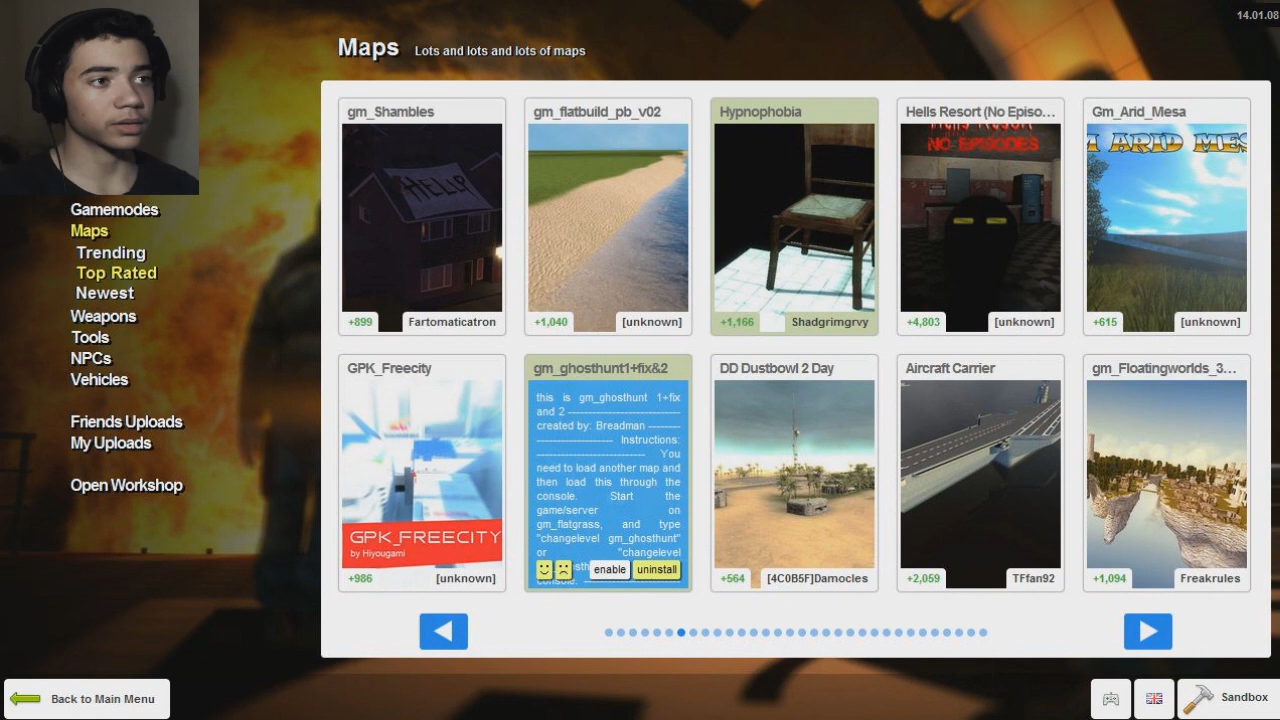 14.01.08
Maps Lots and lots and lots of maps
Gamemodes
Maps
Trending
Top Rated
Newest
Weapons
Tools
NPCs
Vehicles
Friends Uploads
My Uploads
Open Workshop
gm_Shambles
HELLO
+899 Fartomaticatron
gm_flatbuild_pb_v02
+1,040 [unknown]
Hypnophobia
+1,166 Shadgrimgrvy
Hells Resort (No Episo...
NO EPISODES
+4,803 [unknown]
Gm_Arid_Mesa
ARID
+615 [unknown]
GPK_Freecity
GPK_FREECITY
by Hiyougami
+986 [unknown]
gm_ghosthunt1+fix&2
this is gm_ghosthunt 1+fix
and 2 ----------------------------
created by: Breadman --------
-------------------- Instructions:
---------------------------- You
need to load another map and
then load this through the
console. Start the
game/server on
gm_flatgrass, and type
"changelevel gm_ghosthunt"
or "changelevel
enable uninstall
console.
DD Dustbowl 2 Day
+564 [4C0B5F]Damocles
Aircraft Carrier
+2,059 TFfan92
gm_Floatingworlds_3...
+1,094 Freakrules
Back to Main Menu
Sandbox